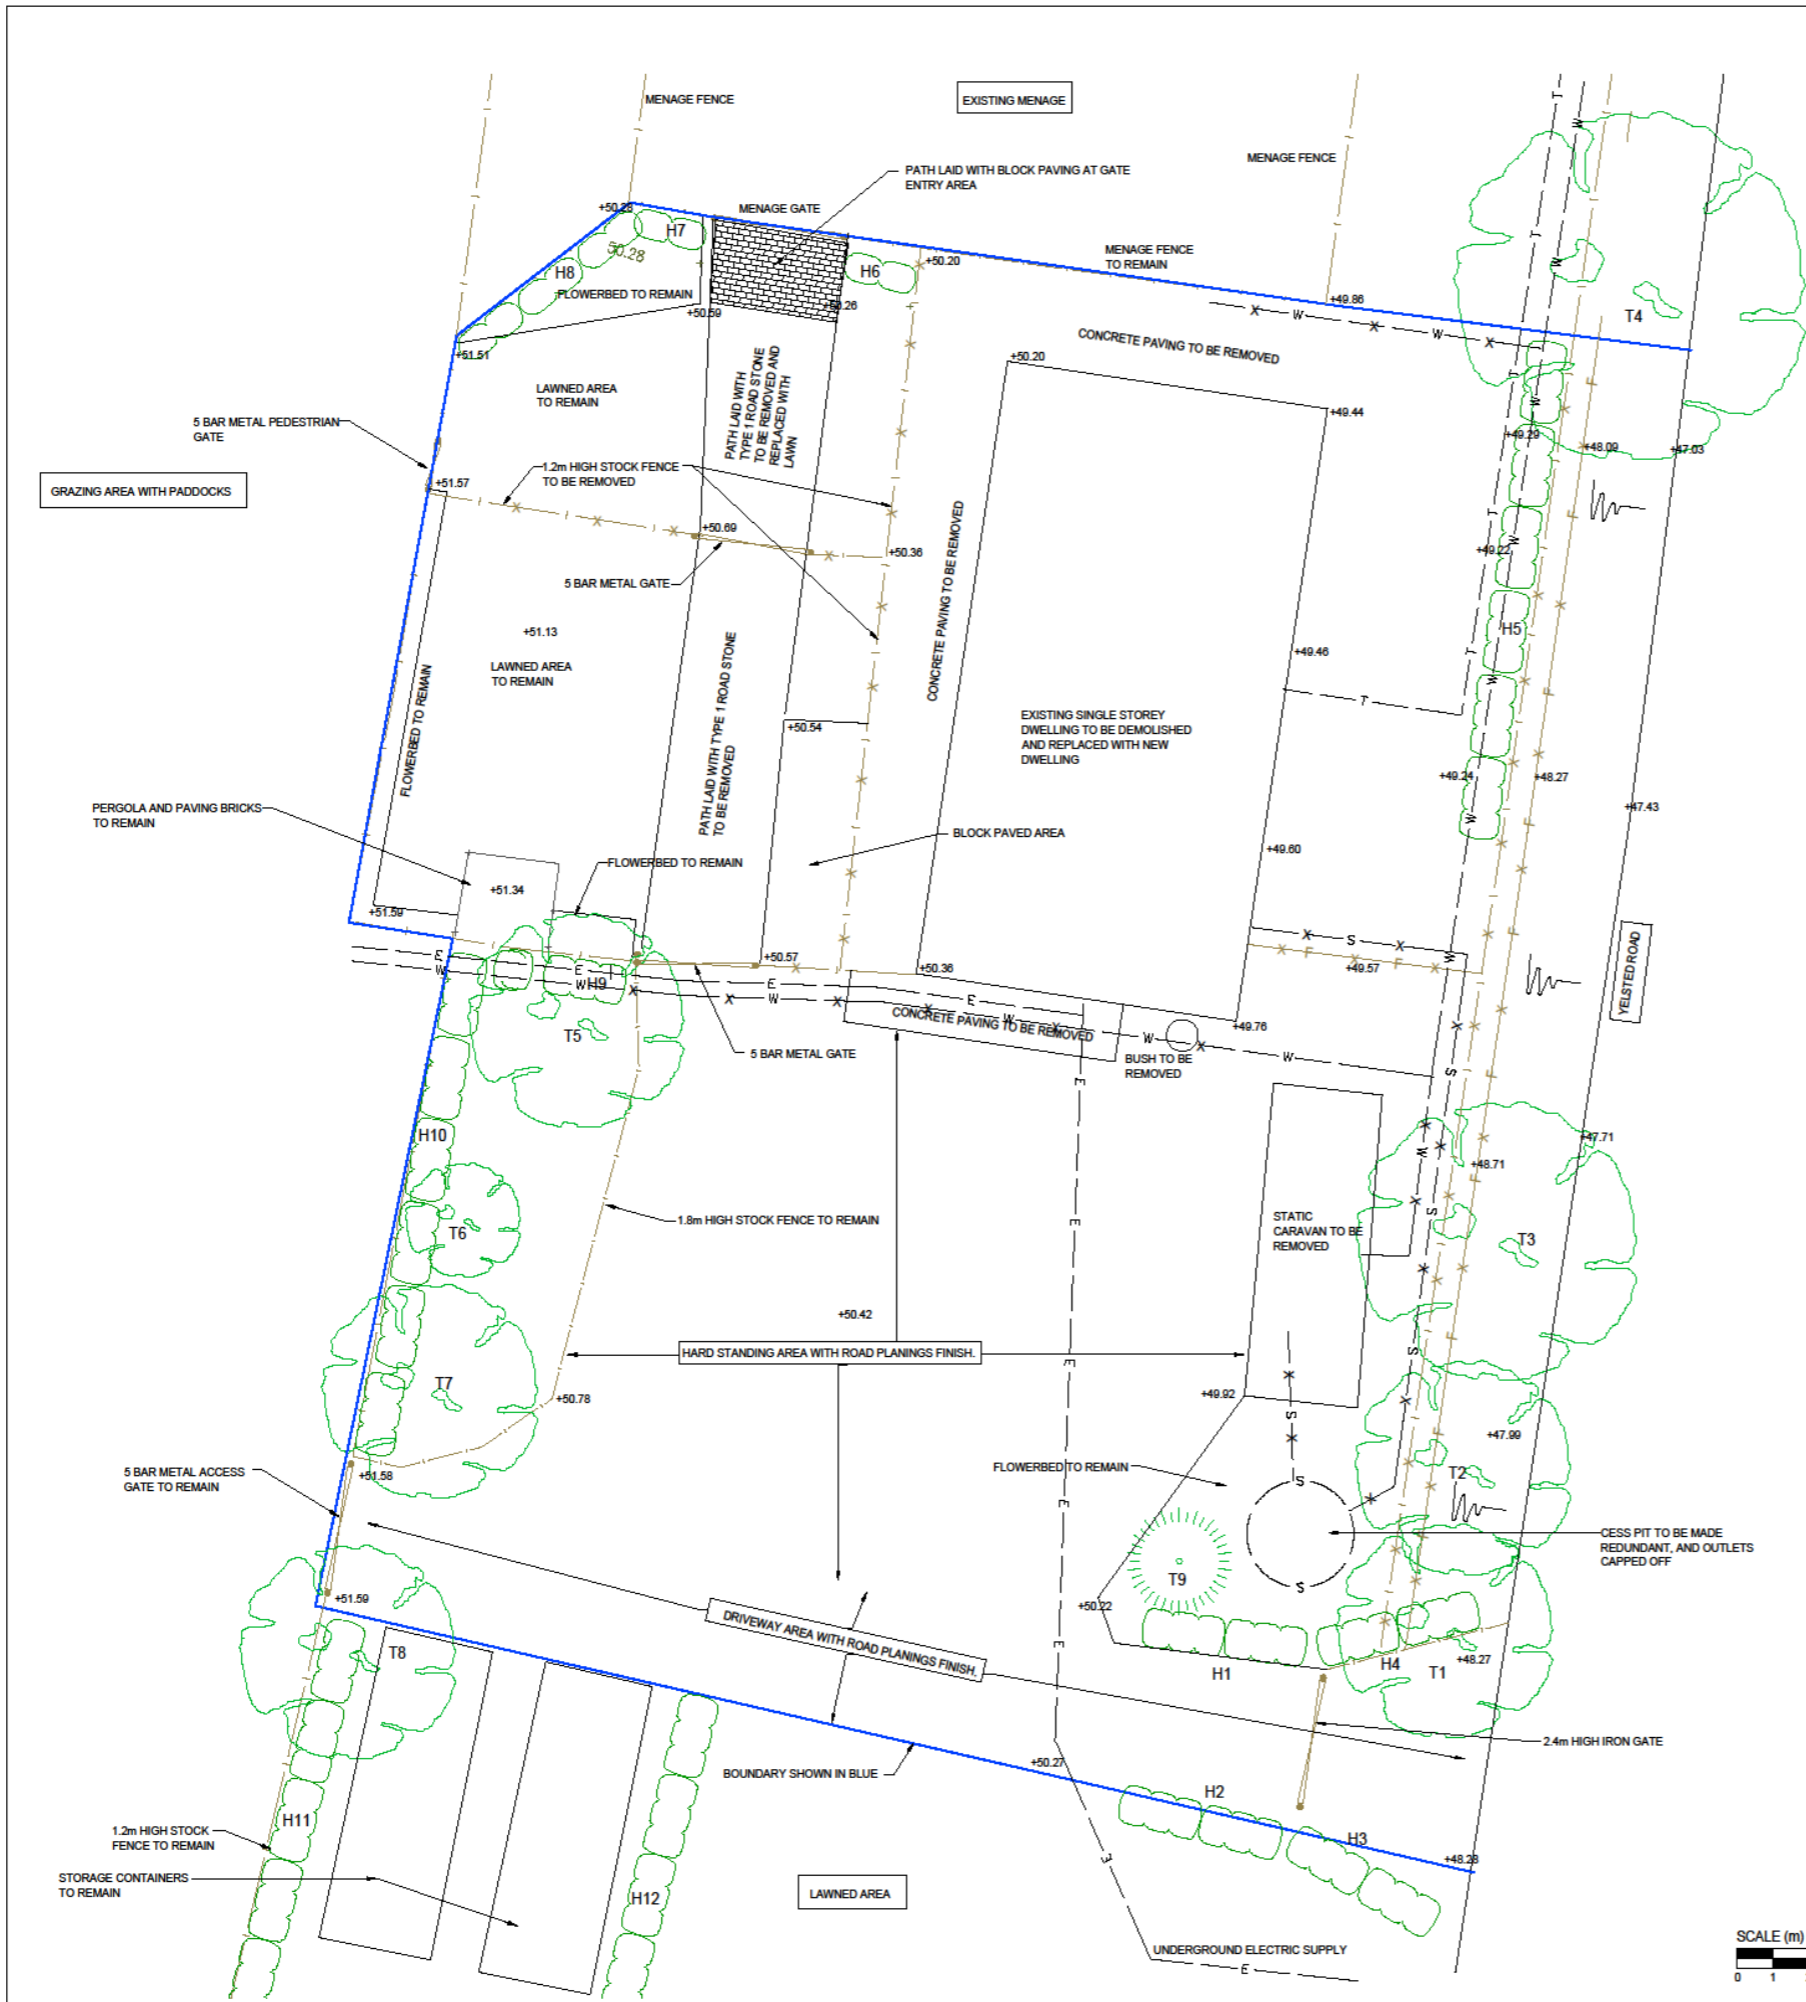 MENAGE FENCE
EXISTING MENAGE
MENAGE FENCE
PATH LAID WITH BLOCK PAVING AT GATE
ENTRY AREA
MENAGE GATE
MENAGE FENCE
TO REMAIN
+50.28
50.28
H7
H8
H6
FLOWERBED TO REMAIN
+50.20
+50.26
+50.59
+49.86
T4
+51.51
CONCRETE PAVING TO BE REMOVED
+50.20
+49.44
LAWNED AREA
TO REMAIN
PATH LAID WITH
TYPE 1 ROAD STONE
TO BE REMOVED AND
REPLACED WITH
LAWN
5 BAR METAL PEDESTRIAN
GATE
+49.29
+48.09
+47.03
1.2m HIGH STOCK FENCE
TO BE REMOVED
GRAZING AREA WITH PADDOCKS
+51.57
+50.69
+50.36
+49.22
5 BAR METAL GATE
CONCRETE PAVING TO BE REMOVED
+51.13
LAWNED AREA
TO REMAIN
H5
+49.46
FLOWERBED TO REMAIN
PATH LAID WITH TYPE 1 ROAD STONE
TO BE REMOVED
+50.54
EXISTING SINGLE STOREY
DWELLING TO BE DEMOLISHED
AND REPLACED WITH NEW
DWELLING
+49.24
+48.27
+47.43
PERGOLA AND PAVING BRICKS
TO REMAIN
BLOCK PAVED AREA
+49.60
FLOWERBED TO REMAIN
+51.34
+51.59
+50.57
+50.36
+49.57
YELSTED ROAD
H9
T5
CONCRETE PAVING TO BE REMOVED
+49.76
5 BAR METAL GATE
BUSH TO BE
REMOVED
H10
+47.71
+48.71
T6
1.8m HIGH STOCK FENCE TO REMAIN
STATIC
CARAVAN TO BE
REMOVED
T3
+50.42
HARD STANDING AREA WITH ROAD PLANINGS FINISH.
T7
+50.78
+49.92
+47.99
5 BAR METAL ACCESS
GATE TO REMAIN
+51.58
FLOWERBED TO REMAIN
T2
CESS PIT TO BE MADE
REDUNDANT, AND OUTLETS
CAPPED OFF
T9
+51.59
+50.22
DRIVEWAY AREA WITH ROAD PLANINGS FINISH.
T8
H1
H4
T1
+48.27
2.4m HIGH IRON GATE
BOUNDARY SHOWN IN BLUE
+50.27
H2
H3
H11
1.2m HIGH STOCK
FENCE TO REMAIN
+48.28
STORAGE CONTAINERS
TO REMAIN
H12
LAWNED AREA
UNDERGROUND ELECTRIC SUPPLY
SCALE (m)
0 1